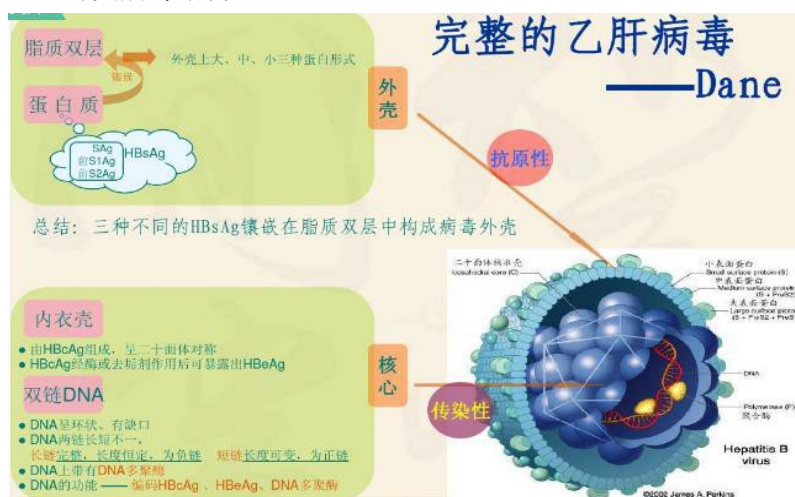 完整的乙肝病毒
——Dane
脂质双层
镶嵌
外壳上大、中、小三种蛋白形式
蛋白质
SAg
前S1Ag
前S2Ag
HBsAg
外壳
抗原性
总结: 三种不同的HBsAg镶嵌在脂质双层中构成病毒外壳
内衣壳
● 由HBcAg组成，呈二十面体对称
● HBcAg经酶或去垢剂作用后可暴露出HBeAg
双链DNA
● DNA呈环状、有缺口
● DNA两链长短不一，
长链完整，长度恒定，为负链 短链长度可变，为正链
● DNA上带有DNA多聚酶
● DNA的功能 —— 编码HBcAg 、HBeAg、DNA多聚酶
核心
传染性
二十面体核衣壳
Icosahedral core (C)
小表面蛋白
Small surface protein (S)
中表面蛋白
Medium surface protein
(S + PreS2)
大表面蛋白
Large surface protei
(S + PreS2 + PreS
DNA
Polymerase (P)
聚合酶
Hepatitis B
virus
©2002 James A. Perkins